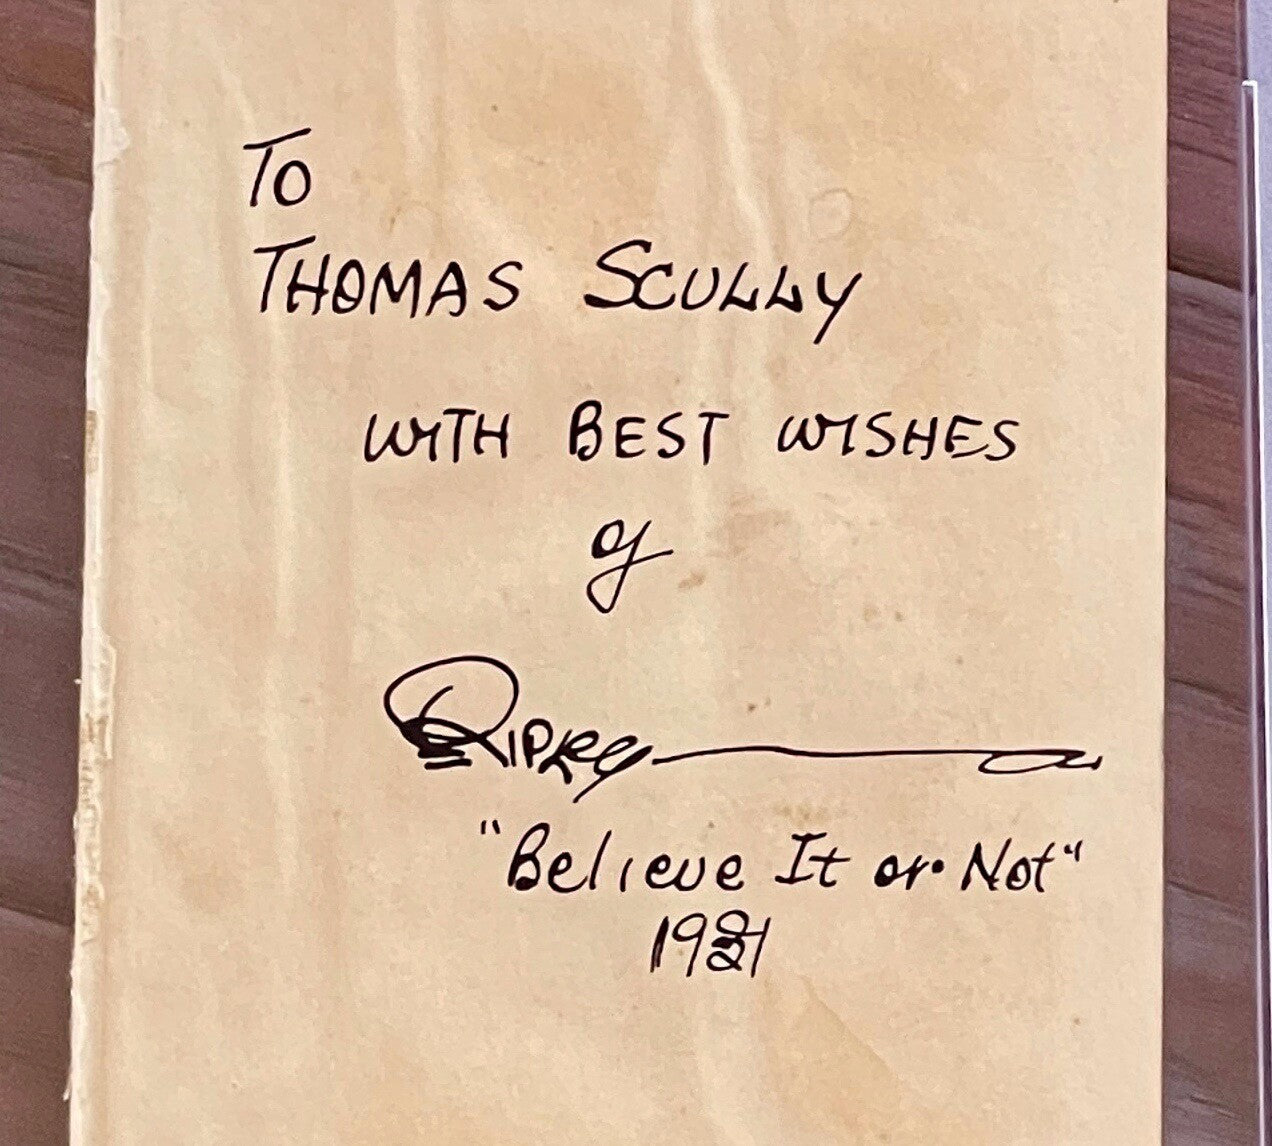 To
THOMAS SCULLY
WITH BEST WISHES
of
RIPLEY
"Believe It or Not"
1931